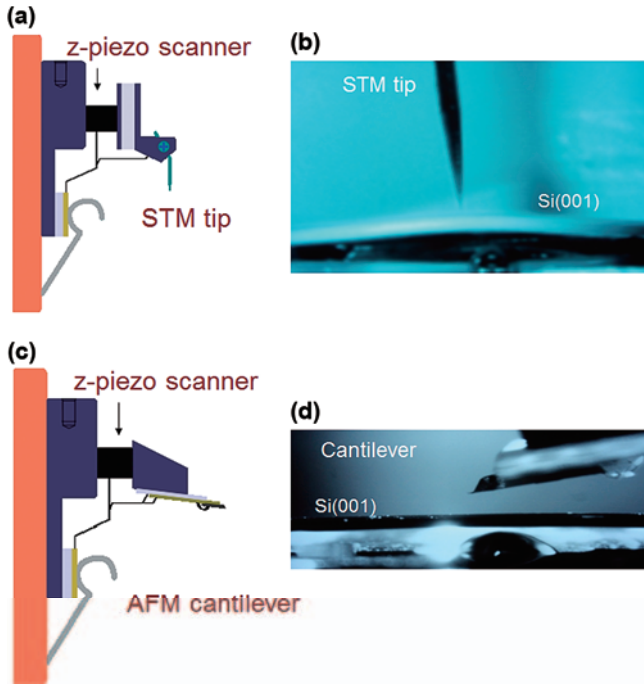 (a)
z-piezo scanner
STM tip
(b)
STM tip
Si(001)
(c)
z-piezo scanner
AFM cantilever
(d)
Cantilever
Si(001)